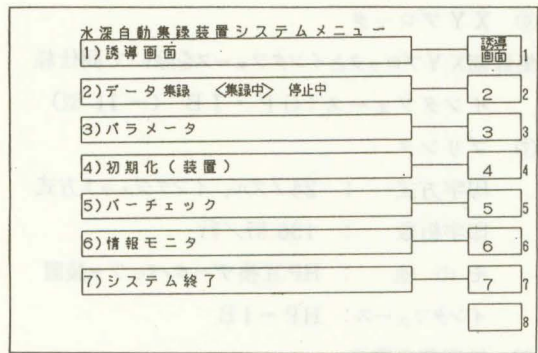 水深自動集録装置システムメニュー
1)誘導画面
誘導
画面
1
2)データ集録 <集録中> 停止中
2
2
3)パラメータ
3
3
4)初期化(装置)
4
4
5)バーチェック
5
5
6)情報モニタ
6
6
7)システム終了
7
7
8